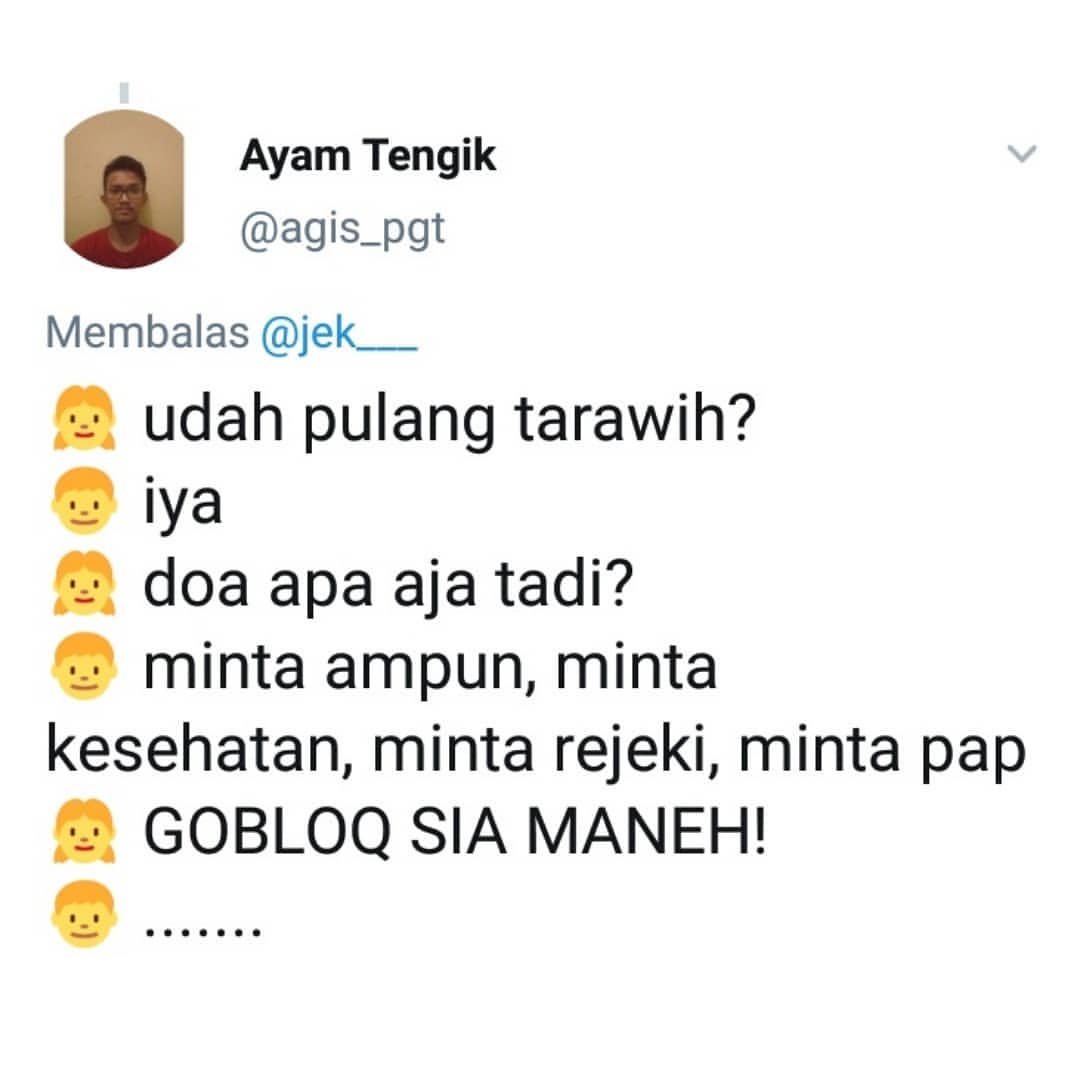 Ayam Tengik
@agis_pgt
Membalas @jek___
👧 udah pulang tarawih?
👦 iya
👧 doa apa aja tadi?
👦 minta ampun, minta
kesehatan, minta rejeki, minta pap
👧 GOBLOQ SIA MANEH!
👦 .......